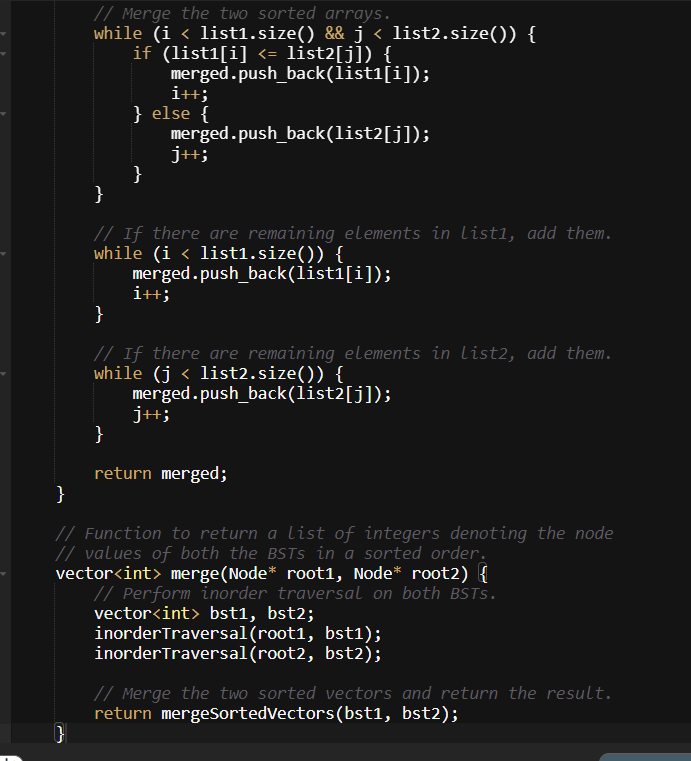 // Merge the two sorted arrays.
while (i < list1.size() && j < list2.size()) {
if (list1[i] <= list2[j]) {
merged.push_back(list1[i]);
i++;
} else {
merged.push_back(list2[j]);
j++;
}
}
// If there are remaining elements in list1, add them.
while (i < list1.size()) {
merged.push_back(list1[i]);
i++;
}
// If there are remaining elements in list2, add them.
while (j < list2.size()) {
merged.push_back(list2[j]);
j++;
}
return merged;
}
// Function to return a list of integers denoting the node
// values of both the BSTs in a sorted order.
vector<int> merge(Node* root1, Node* root2) {
// Perform inorder traversal on both BSTs.
vector<int> bst1, bst2;
inorderTraversal(root1, bst1);
inorderTraversal(root2, bst2);
// Merge the two sorted vectors and return the result.
return mergeSortedVectors(bst1, bst2);
}